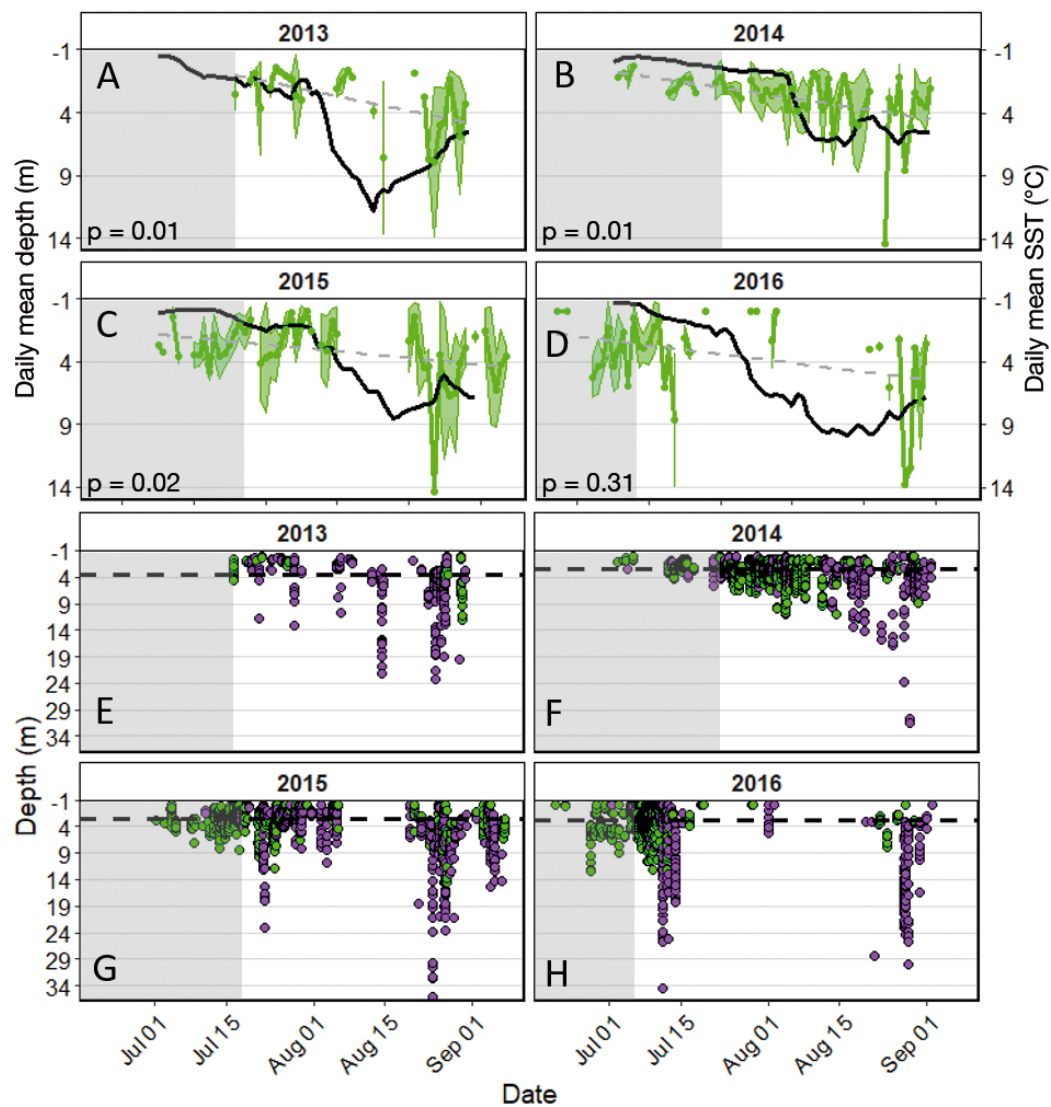 2013
2014
-1
4
9
14
A
p = 0.01
B
p = 0.01
-1
4
9
14
2015
2016
-1
4
9
14
C
p = 0.02
D
p = 0.31
-1
4
9
14
Daily mean depth (m)
Daily mean SST (°C)
2013
2014
-1
4
9
14
19
24
29
34
E
F
2015
2016
-1
4
9
14
19
24
29
34
G
H
Depth (m)
Jul 01
Jul 15
Aug 01
Aug 15
Sep 01
Jul 01
Jul 15
Aug 01
Aug 15
Sep 01
Date